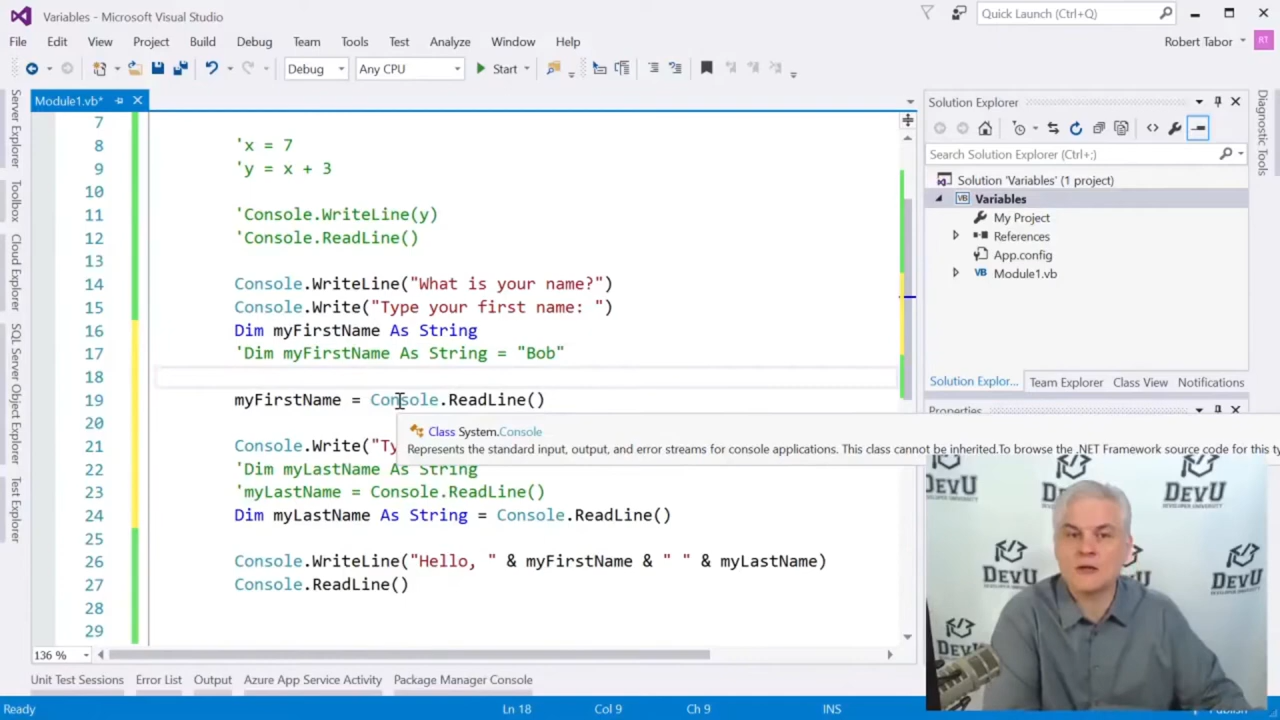 Variables - Microsoft Visual Studio
Quick Launch (Ctrl+Q)
File Edit View Project Build Debug Team Tools Test Analyze Window Help
Robert Tabor
RT
Debug
Any CPU
Start
Server Explorer
Toolbox
Cloud Explorer
SQL Server Object Explorer
Test Explorer
Module1.vb*
7
8 'x = 7
9 'y = x + 3
10
11 'Console.WriteLine(y)
12 'Console.ReadLine()
13
14 Console.WriteLine("What is your name?")
15 Console.Write("Type your first name: ")
16 Dim myFirstName As String
17 'Dim myFirstName As String = "Bob"
18
19 myFirstName = Console.ReadLine()
20
Class System.Console
Represents the standard input, output, and error streams for console applications. This class cannot be inherited.To browse the .NET Framework source code for this
21 Console.Write("Ty
22 'Dim myLastName As String
23 'myLastName = Console.ReadLine()
24 Dim myLastName As String = Console.ReadLine()
25
26 Console.WriteLine("Hello, " & myFirstName & " " & myLastName)
27 Console.ReadLine()
28
29
136 %
Solution Explorer
Search Solution Explorer (Ctrl+;)
Solution 'Variables' (1 project)
Variables
My Project
References
App.config
Module1.vb
Solution Explor... Team Explorer Class View Notifications
Properties
Diagnostic Tools
DEVU
DEVELOPER UNIVERSITY
DEVU
DEVU
DEVU
DEVU
DEVU
Unit Test Sessions Error List Output Azure App Service Activity Package Manager Console
Ready
Ln 18
Col 9
Ch 9
INS
Publish